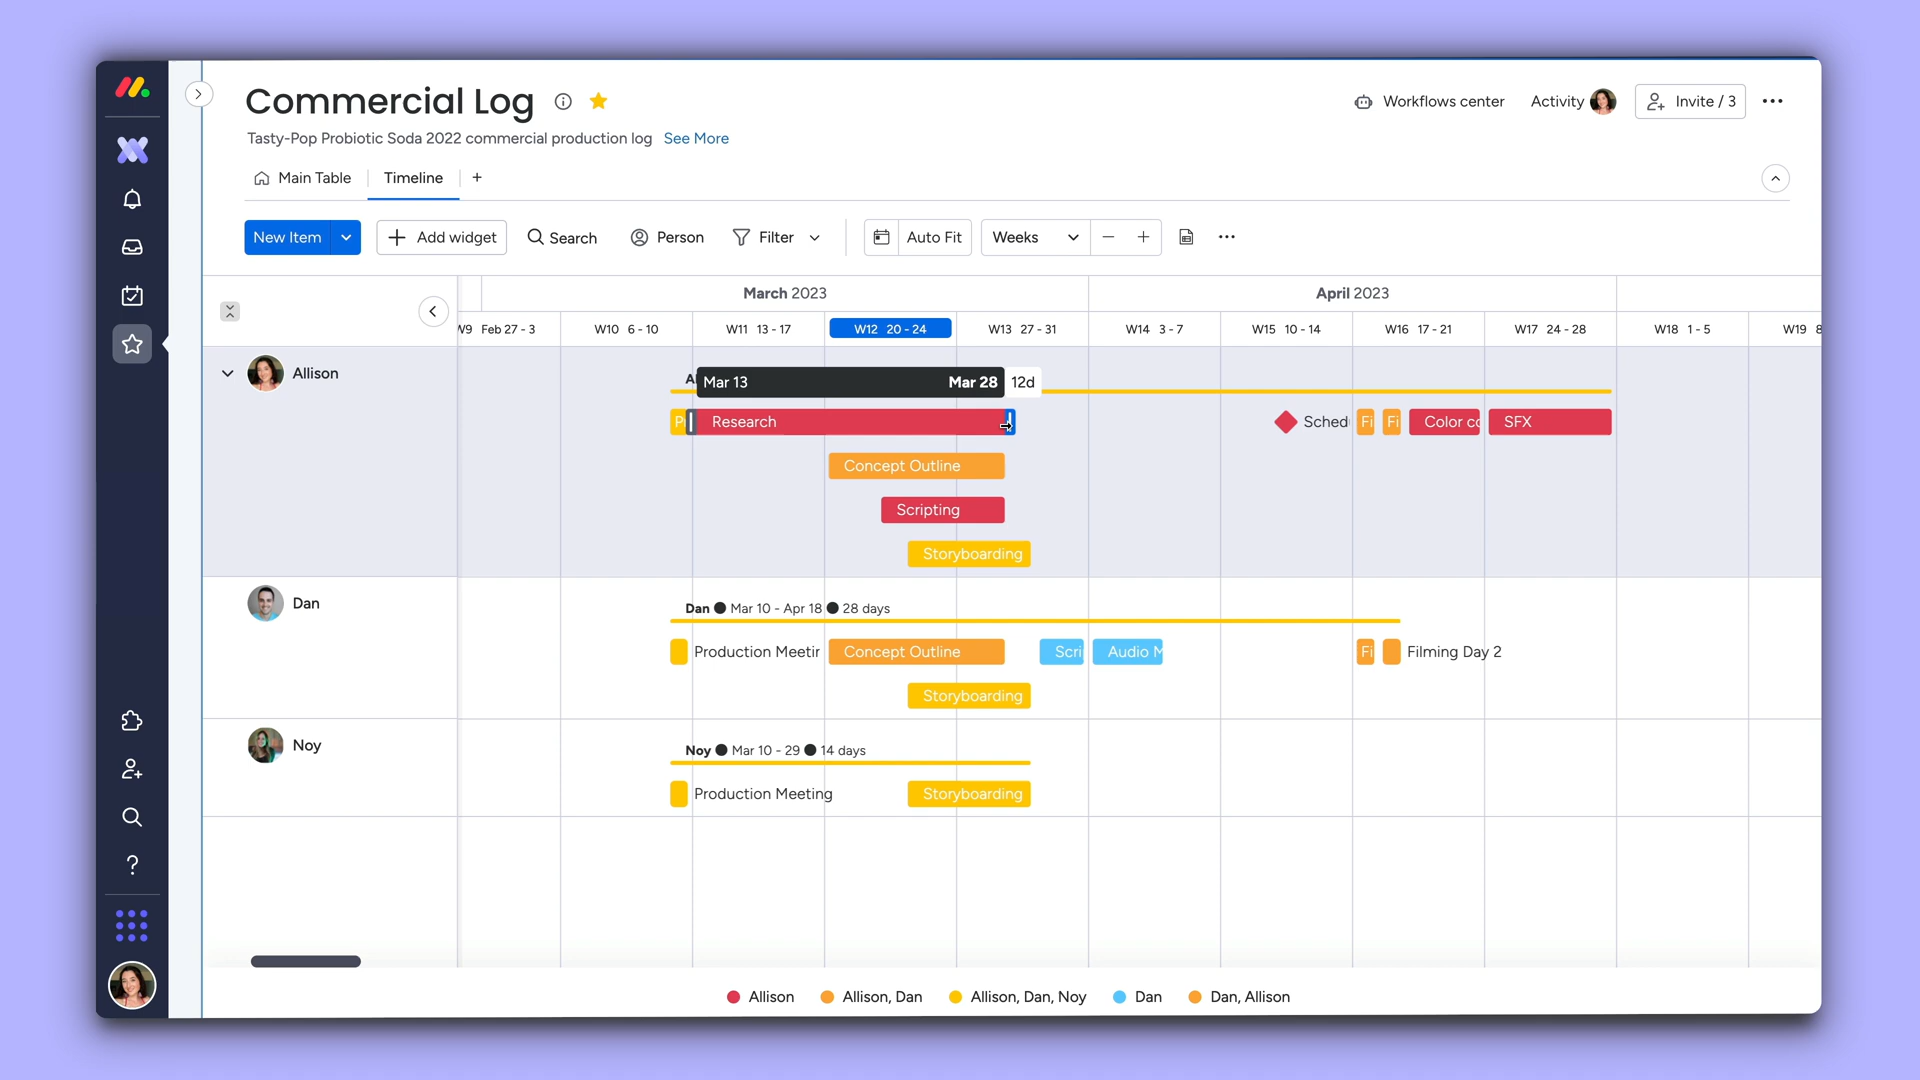 Commercial Log
Workflows center
Activity
Invite / 3
Tasty-Pop Probiotic Soda 2022 commercial production log See More
Main Table
Timeline
+
New Item
Add widget
Search
Person
Filter
Auto Fit
Weeks
March 2023
April 2023
W9 Feb 27 - 3
W10 6 - 10
W11 13 - 17
W12 20 - 24
W13 27 - 31
W14 3 - 7
W15 10 - 14
W16 17 - 21
W17 24 - 28
W18 1 - 5
W19 8
Allison
Mar 13
Mar 28
12d
Research
Sched
Fi
Fi
Color co
SFX
Concept Outline
Scripting
Storyboarding
Dan
Dan ● Mar 10 - Apr 18 ● 28 days
Production Meetin
Concept Outline
Scri
Audio M
Fi
Filming Day 2
Storyboarding
Noy
Noy ● Mar 10 - 29 ● 14 days
Production Meeting
Storyboarding
Allison
Allison, Dan
Allison, Dan, Noy
Dan
Dan, Allison